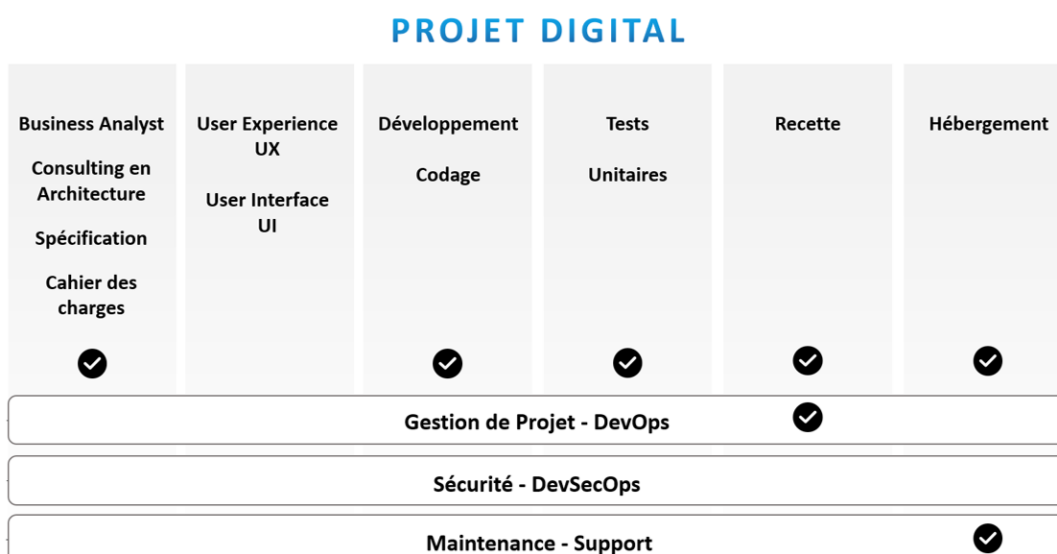 PROJET DIGITAL
Business Analyst
Consulting en
Architecture
Spécification
Cahier des
charges
User Experience
UX
User Interface
UI
Développement
Codage
Tests
Unitaires
Recette
Hébergement
Gestion de Projet - DevOps
Sécurité - DevSecOps
Maintenance - Support